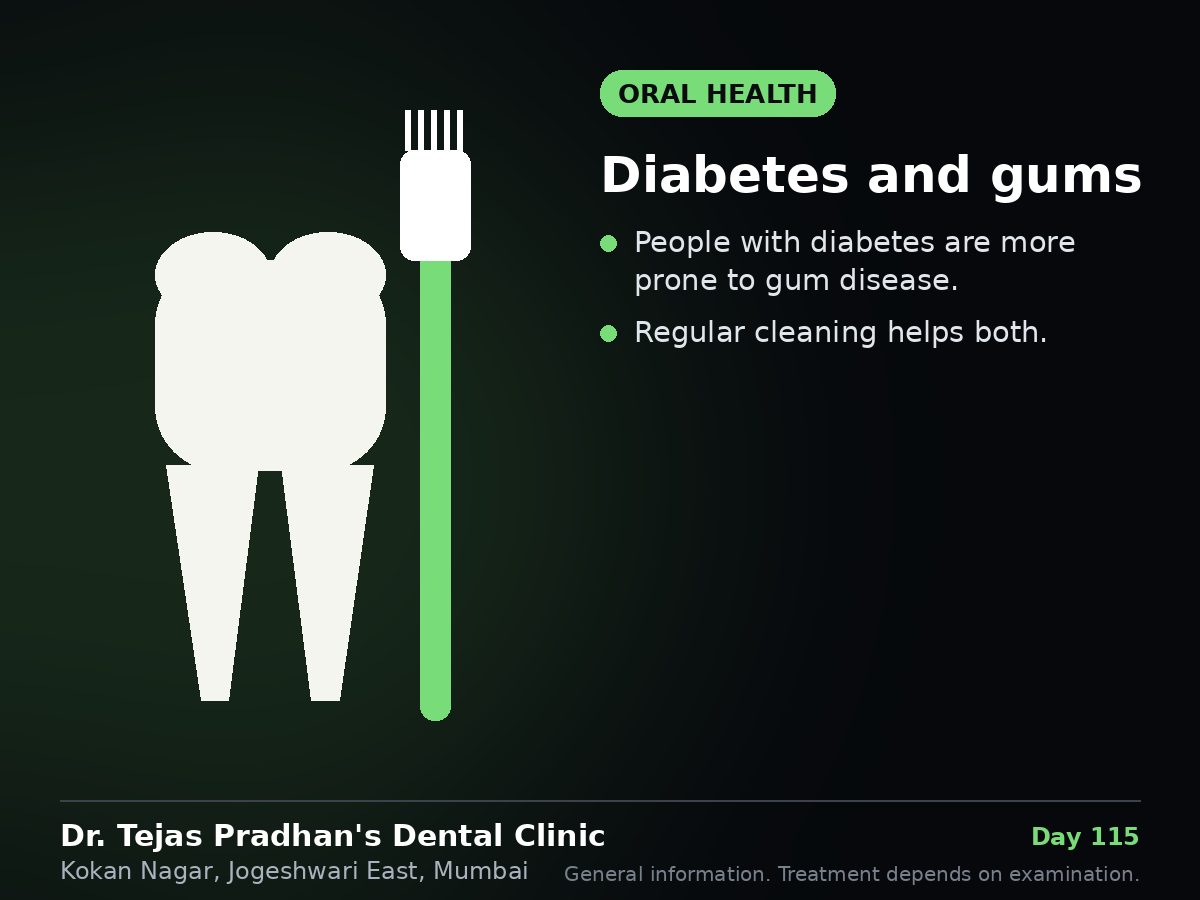 ORAL HEALTH
Diabetes and gums
People with diabetes are more
prone to gum disease.
Regular cleaning helps both.
Dr. Tejas Pradhan's Dental Clinic
Day 115
Kokan Nagar, Jogeshwari East, Mumbai
General information. Treatment depends on examination.